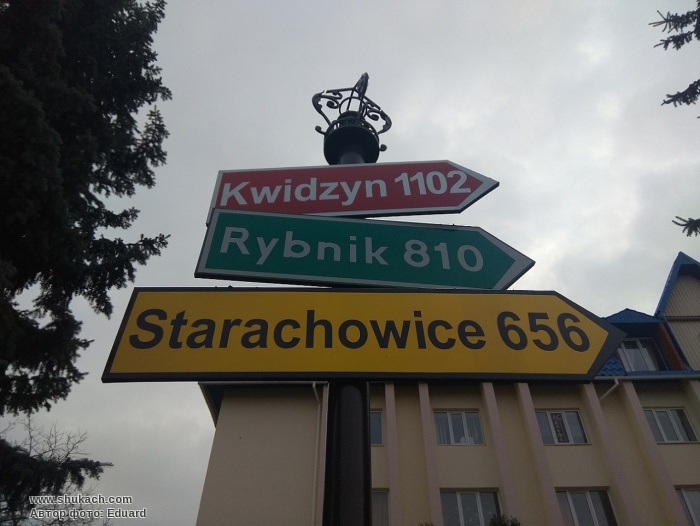 Kwidzyn 1102
Rybnik 810
Starachowice 656
www.shukach.com
Автор фото: Eduard